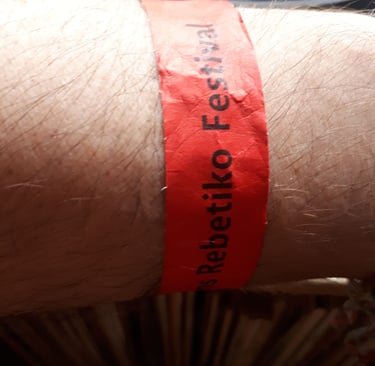 Rebetiko Festival